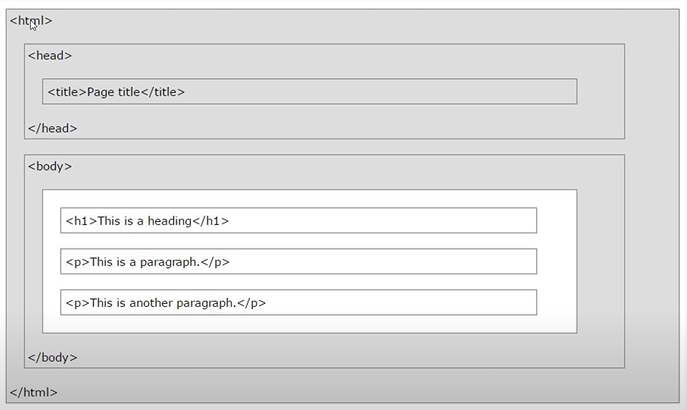 <html>
<head>
<title>Page title</title>
</head>
<body>
<h1>This is a heading</h1>
<p>This is a paragraph.</p>
<p>This is another paragraph.</p>
</body>
</html>